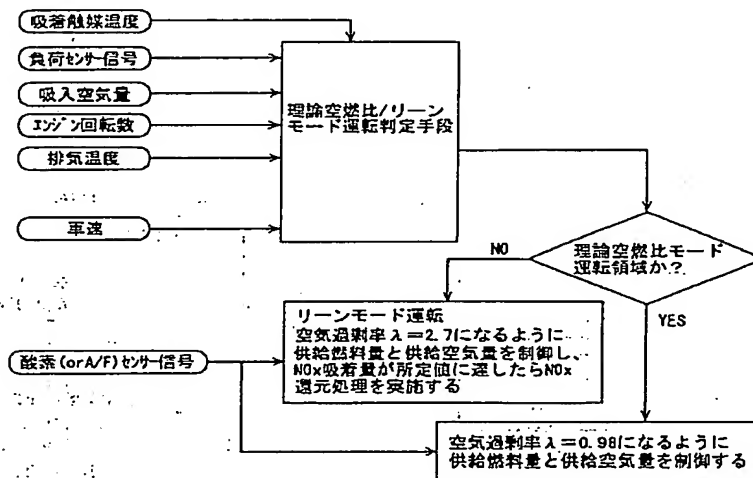 吸着触媒温度
負荷センサー信号
吸入空気量
エンジン回転数
排気温度
車速
理論空燃比/リーン
モード運転判定手段
理論空燃比モード
運転領域か?
NO
YES
リーンモード運転
空気過剰率λ=2.7になるように
供給燃料量と供給空気量を制御し、
NOx吸着量が所定値に達したらNOx
還元処理を実施する
酸素(orA/F)センサー信号
空気過剰率λ=0.98になるように
供給燃料量と供給空気量を制御する